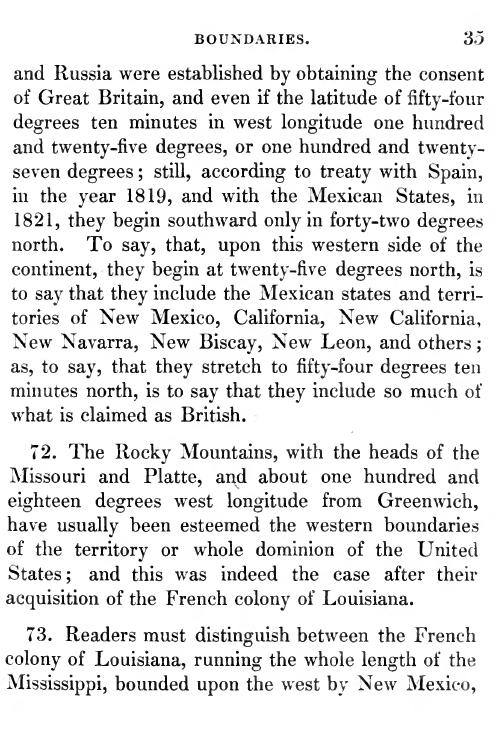 BOUNDARIES. 35
and Russia were established by obtaining the consent
of Great Britain, and even if the latitude of fifty-four
degrees ten minutes in west longitude one hundred
and twenty-five degrees, or one hundred and twenty-
seven degrees; still, according to treaty with Spain,
in the year 1819, and with the Mexican States, in
1821, they begin southward only in forty-two degrees
north. To say, that, upon this western side of the
continent, they begin at twenty-five degrees north, is
to say that they include the Mexican states and terri-
tories of New Mexico, California, New California,
New Navarra, New Biscay, New Leon, and others;
as, to say, that they stretch to fifty-four degrees ten
minutes north, is to say that they include so much of
what is claimed as British.
72. The Rocky Mountains, with the heads of the
Missouri and Platte, and about one hundred and
eighteen degrees west longitude from Greenwich,
have usually been esteemed the western boundaries
of the territory or whole dominion of the United
States; and this was indeed the case after their
acquisition of the French colony of Louisiana.
73. Readers must distinguish between the French
colony of Louisiana, running the whole length of the
Mississippi, bounded upon the west by New Mexico,